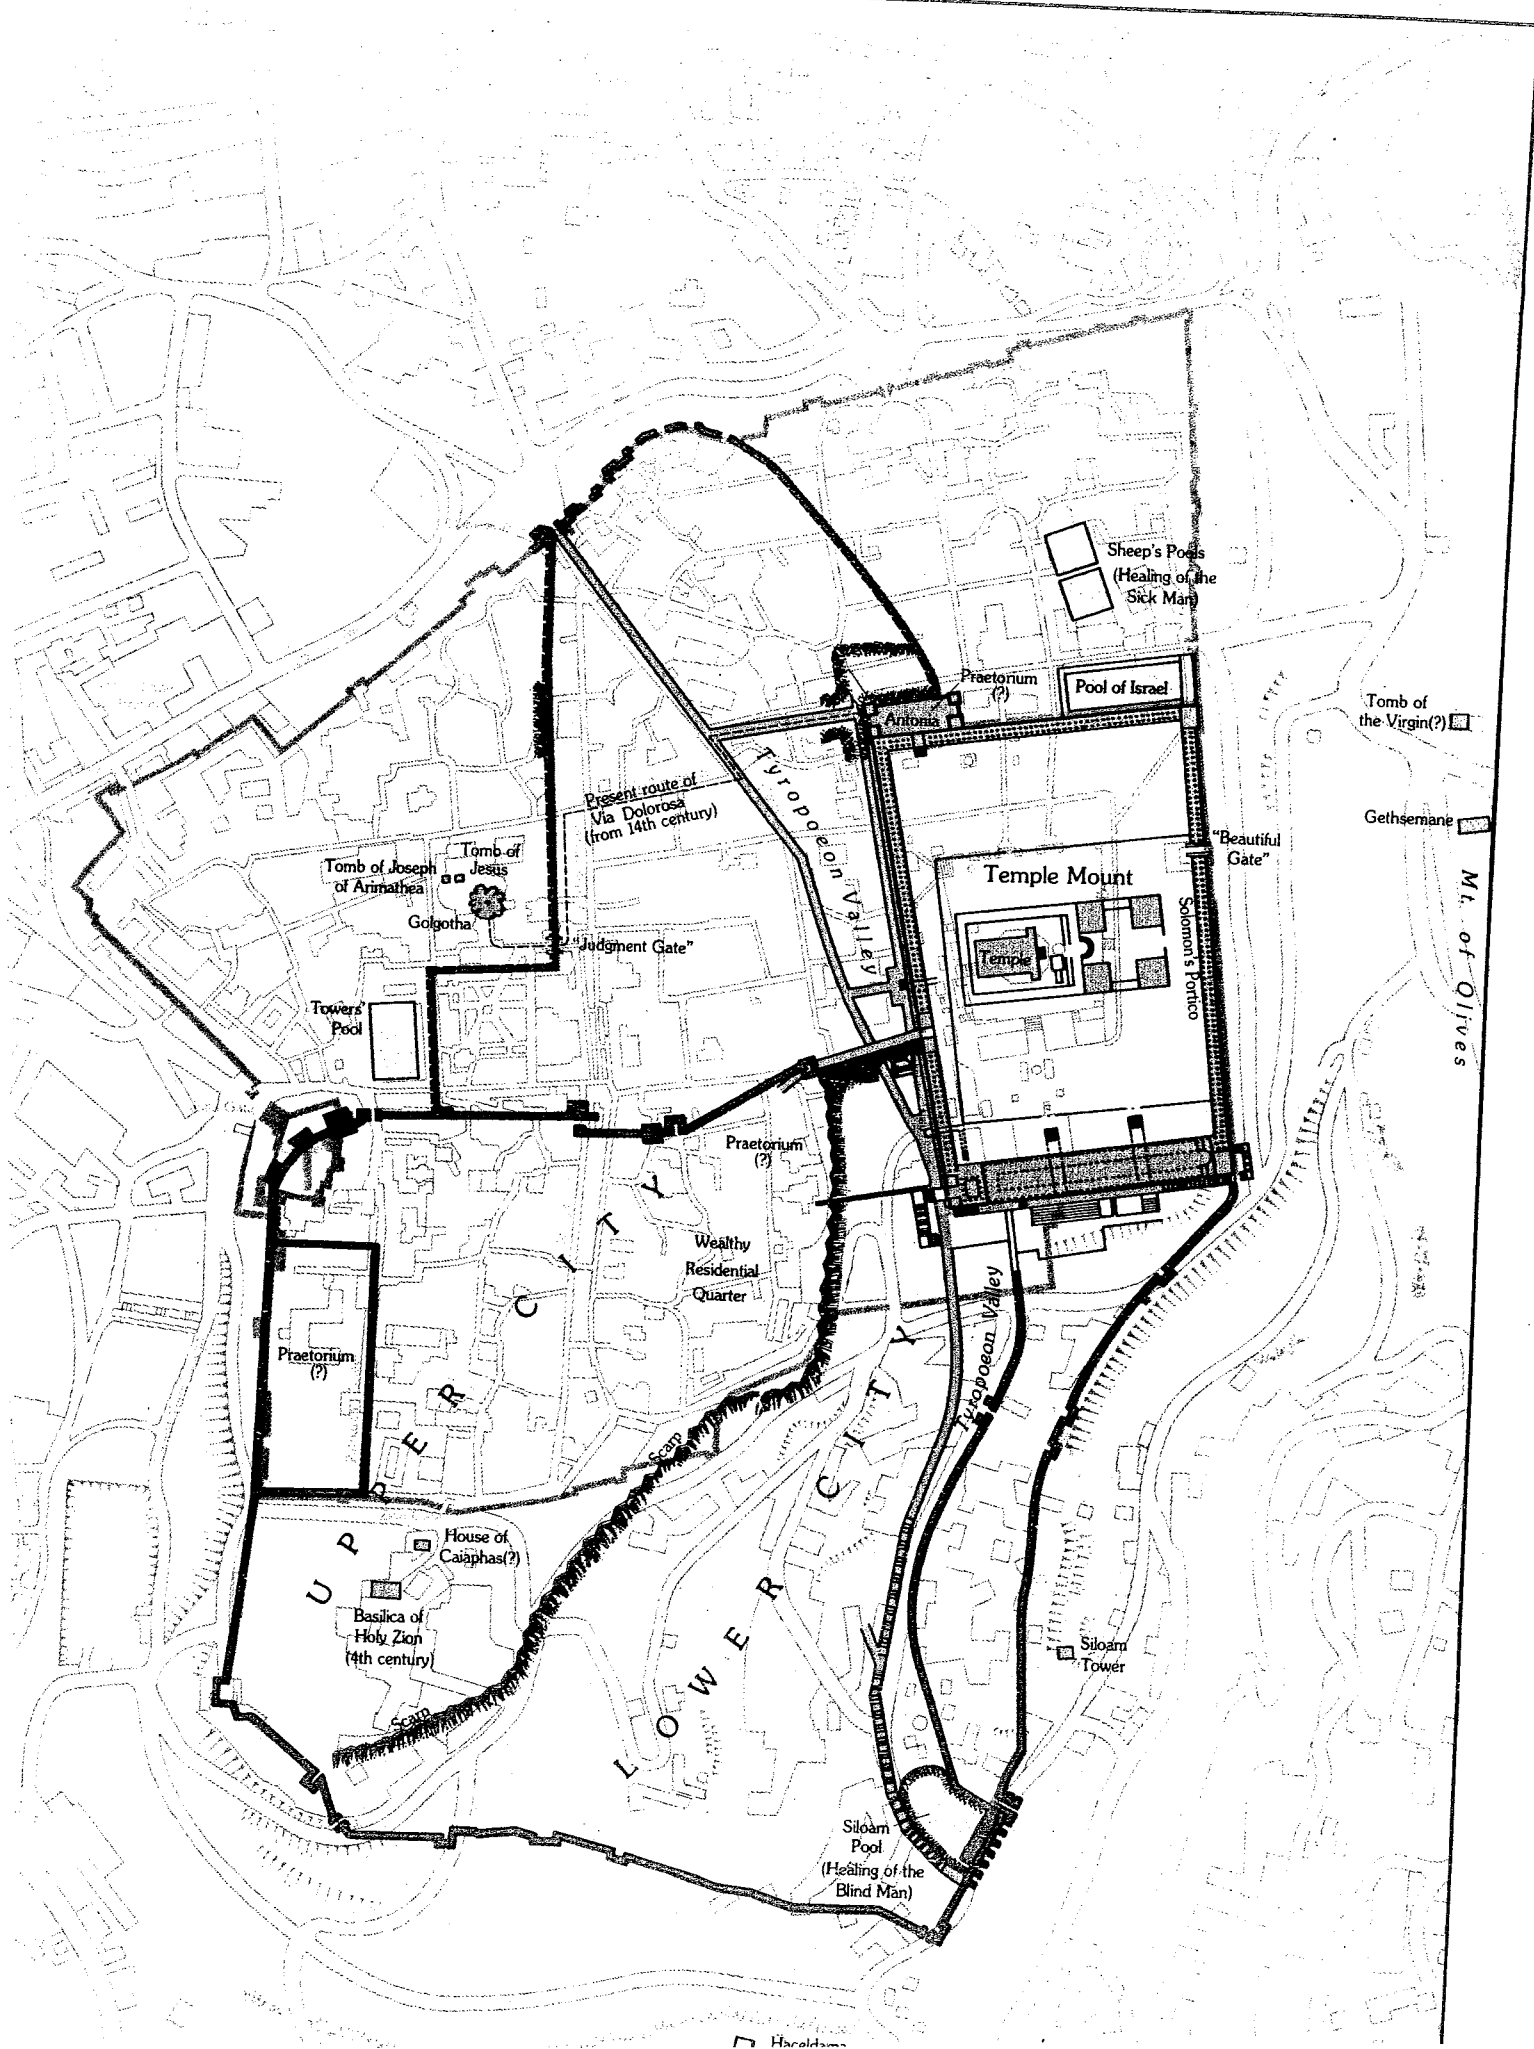 Sheep's Pools
(Healing of the
Sick Man)
Praetorium
(?)
Pool of Israel
Antonia
Tomb of
the Virgin(?)
Tyropoeon Valley
Present route of
Via Dolorosa
(from 14th century)
Gethsemane
"Beautiful
Gate"
Mt. of Olives
Tomb of
Jesus
Tomb of Joseph
of Arimathea
Golgotha
"Judgment Gate"
Temple Mount
Temple
Solomon's Portico
Towers'
Pool
Praetorium
(?)
Wealthy
Residential
Quarter
UPPER CITY
Tyropoeon Valley
Praetorium
(?)
Scarp
LOWER CITY
House of
Caiaphas(?)
Basilica of
Holy Zion
(4th century)
Scarp
Siloam
Tower
Siloam
Pool
(Healing of the
Blind Man)
Haceldama